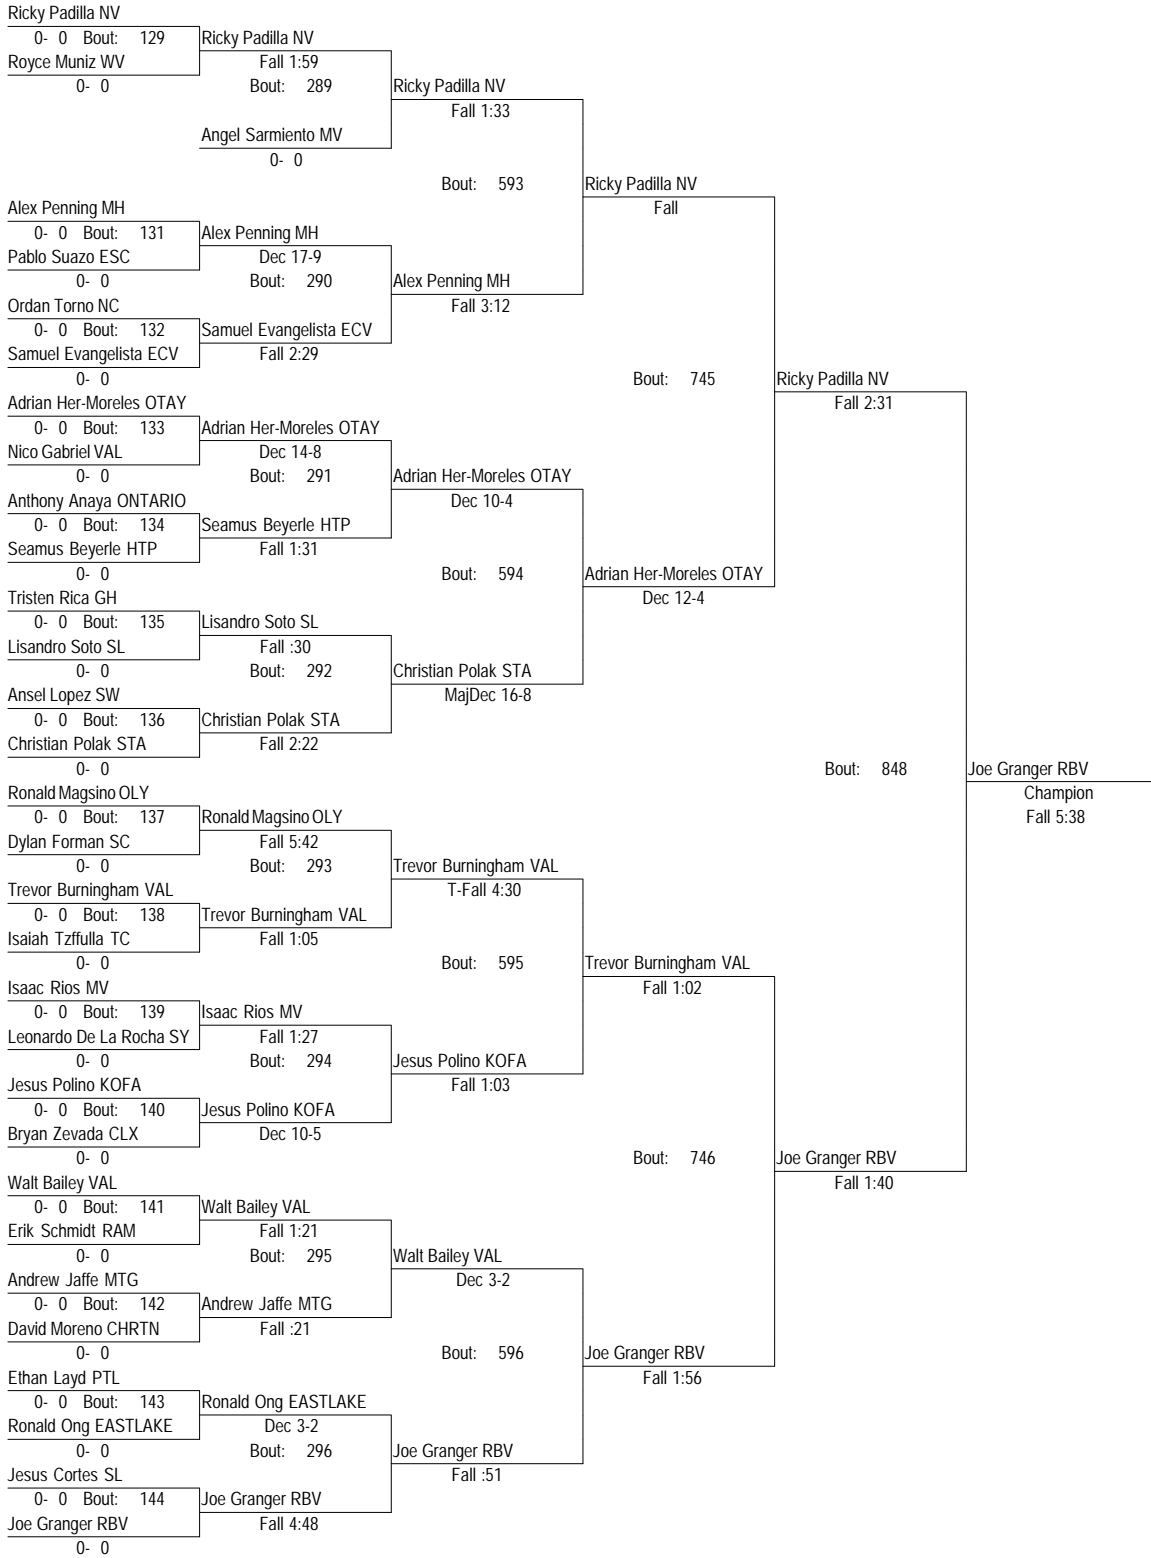 Ricky Padilla NV
0- 0 Bout: 129 Ricky Padilla NV
Royce Muniz WV Fall 1:59
0- 0 Bout: 289 Ricky Padilla NV
Fall 1:33
Angel Sarmiento MV
0- 0
Bout: 593 Ricky Padilla NV
Alex Penning MH Fall
0- 0 Bout: 131 Alex Penning MH
Pablo Suazo ESC Dec 17-9
0- 0 Bout: 290 Alex Penning MH
Ordan Torno NC Fall 3:12
0- 0 Bout: 132 Samuel Evangelista ECV
Samuel Evangelista ECV Fall 2:29
0- 0 Bout: 745 Ricky Padilla NV
Adrian Her-Moreles OTAY Fall 2:31
0- 0 Bout: 133 Adrian Her-Moreles OTAY
Nico Gabriel VAL Dec 14-8
0- 0 Bout: 291 Adrian Her-Moreles OTAY
Anthony Anaya ONTARIO Dec 10-4
0- 0 Bout: 134 Seamus Beyerle HTP
Seamus Beyerle HTP Fall 1:31
0- 0 Bout: 594 Adrian Her-Moreles OTAY
Tristen Rica GH Dec 12-4
0- 0 Bout: 135 Lisandro Soto SL
Lisandro Soto SL Fall :30
0- 0 Bout: 292 Christian Polak STA
Ansel Lopez SW MajDec 16-8
0- 0 Bout: 136 Christian Polak STA
Christian Polak STA Fall 2:22
0- 0 Bout: 848 Joe Granger RBV
Ronald Magsino OLY Champion
0- 0 Bout: 137 Ronald Magsino OLY Fall 5:38
Dylan Forman SC Fall 5:42
0- 0 Bout: 293 Trevor Burningham VAL
Trevor Burningham VAL T-Fall 4:30
0- 0 Bout: 138 Trevor Burningham VAL
Isaiah Tzffulla TC Fall 1:05
0- 0 Bout: 595 Trevor Burningham VAL
Isaac Rios MV Fall 1:02
0- 0 Bout: 139 Isaac Rios MV
Leonardo De La Rocha SY Fall 1:27
0- 0 Bout: 294 Jesus Polino KOFA
Jesus Polino KOFA Fall 1:03
0- 0 Bout: 140 Jesus Polino KOFA
Bryan Zevada CLX Dec 10-5
0- 0 Bout: 746 Joe Granger RBV
Walt Bailey VAL Fall 1:40
0- 0 Bout: 141 Walt Bailey VAL
Erik Schmidt RAM Fall 1:21
0- 0 Bout: 295 Walt Bailey VAL
Andrew Jaffe MTG Dec 3-2
0- 0 Bout: 142 Andrew Jaffe MTG
David Moreno CHRTN Fall :21
0- 0 Bout: 596 Joe Granger RBV
Ethan Layd PTL Fall 1:56
0- 0 Bout: 143 Ronald Ong EASTLAKE
Ronald Ong EASTLAKE Dec 3-2
0- 0 Bout: 296 Joe Granger RBV
Jesus Cortes SL Fall :51
0- 0 Bout: 144 Joe Granger RBV
Joe Granger RBV Fall 4:48
0- 0